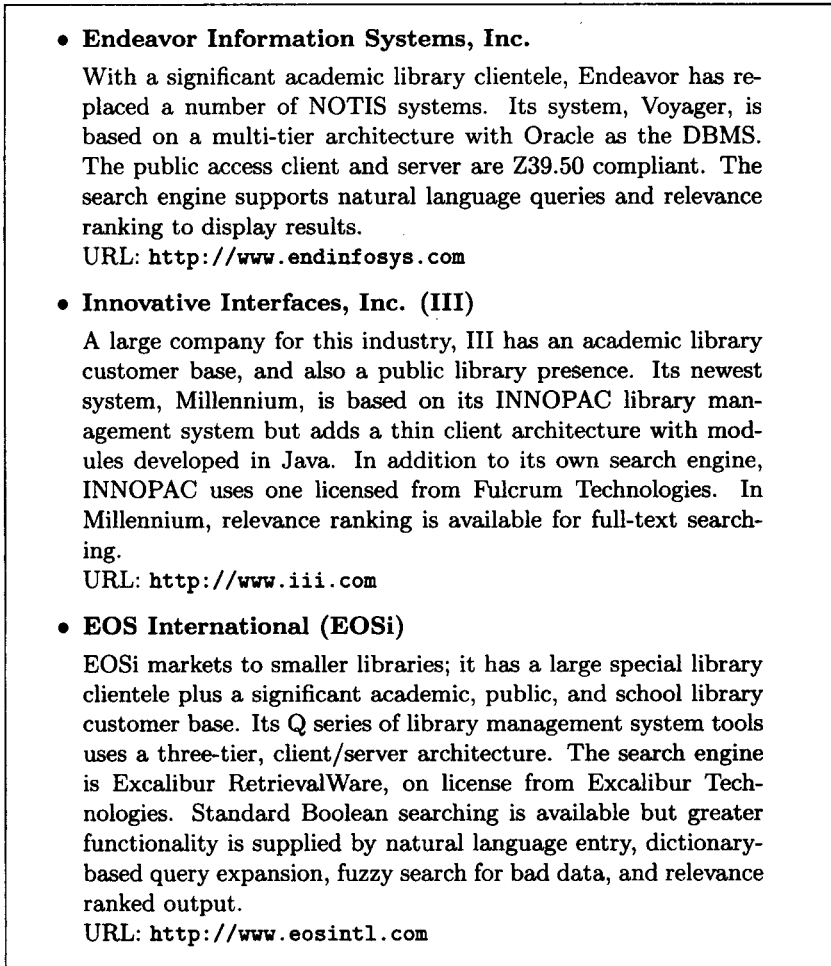 • Endeavor Information Systems, Inc.
With a significant academic library clientele, Endeavor has re-
placed a number of NOTIS systems. Its system, Voyager, is
based on a multi-tier architecture with Oracle as the DBMS.
The public access client and server are Z39.50 compliant. The
search engine supports natural language queries and relevance
ranking to display results.
URL: http://www.endinfosys.com
• Innovative Interfaces, Inc. (III)
A large company for this industry, III has an academic library
customer base, and also a public library presence. Its newest
system, Millennium, is based on its INNOPAC library man-
agement system but adds a thin client architecture with mod-
ules developed in Java. In addition to its own search engine,
INNOPAC uses one licensed from Fulcrum Technologies. In
Millennium, relevance ranking is available for full-text search-
ing.
URL: http://www.iii.com
• EOS International (EOSi)
EOSi markets to smaller libraries; it has a large special library
clientele plus a significant academic, public, and school library
customer base. Its Q series of library management system tools
uses a three-tier, client/server architecture. The search engine
is Excalibur RetrievalWare, on license from Excalibur Tech-
nologies. Standard Boolean searching is available but greater
functionality is supplied by natural language entry, dictionary-
based query expansion, fuzzy search for bad data, and relevance
ranked output.
URL: http://www.eosintl.com